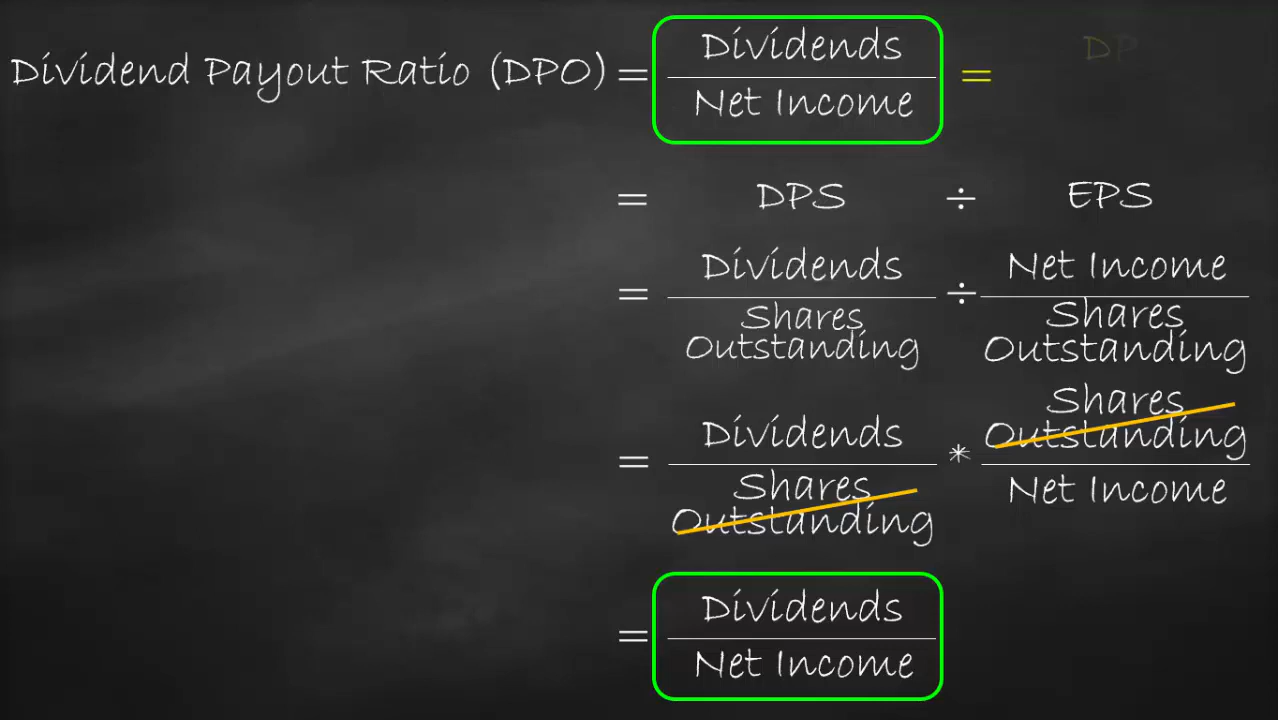 Dividend Payout Ratio (DPO) = Dividends =
Net Income
DP
= DPS ÷ EPS
Dividends Net Income
= ÷
Shares Shares
Outstanding Outstanding
Shares
Outstanding
= Dividends *
Shares Net Income
Outstanding
= Dividends
Net Income